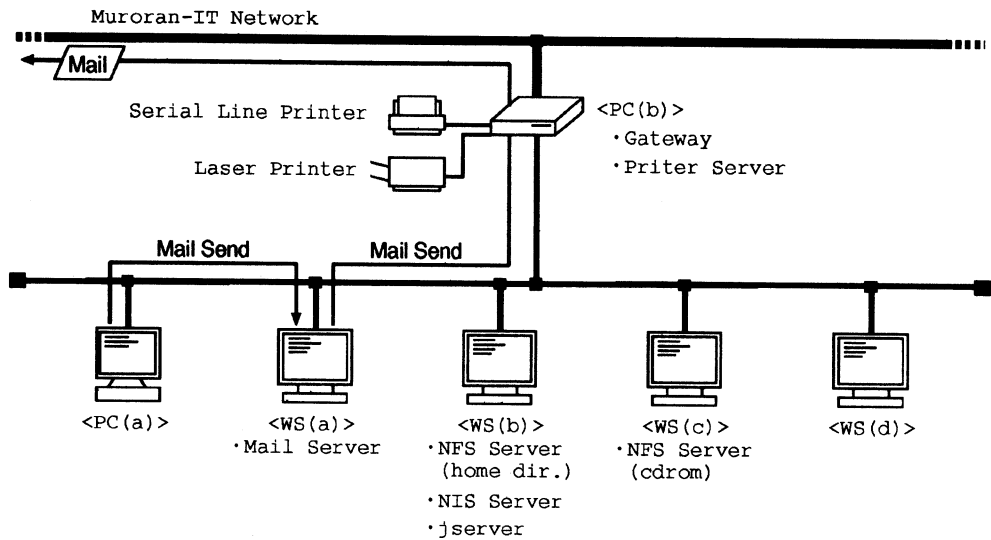 Muroran-IT Network
Mail
Serial Line Printer
<PC(b)>
・Gateway
・Priter Server
Laser Printer
Mail Send
Mail Send
<PC(a)>
<WS(a)>
・Mail Server
<WS(b)>
・NFS Server
(home dir.)
・NIS Server
・jserver
<WS(c)>
・NFS Server
(cdrom)
<WS(d)>